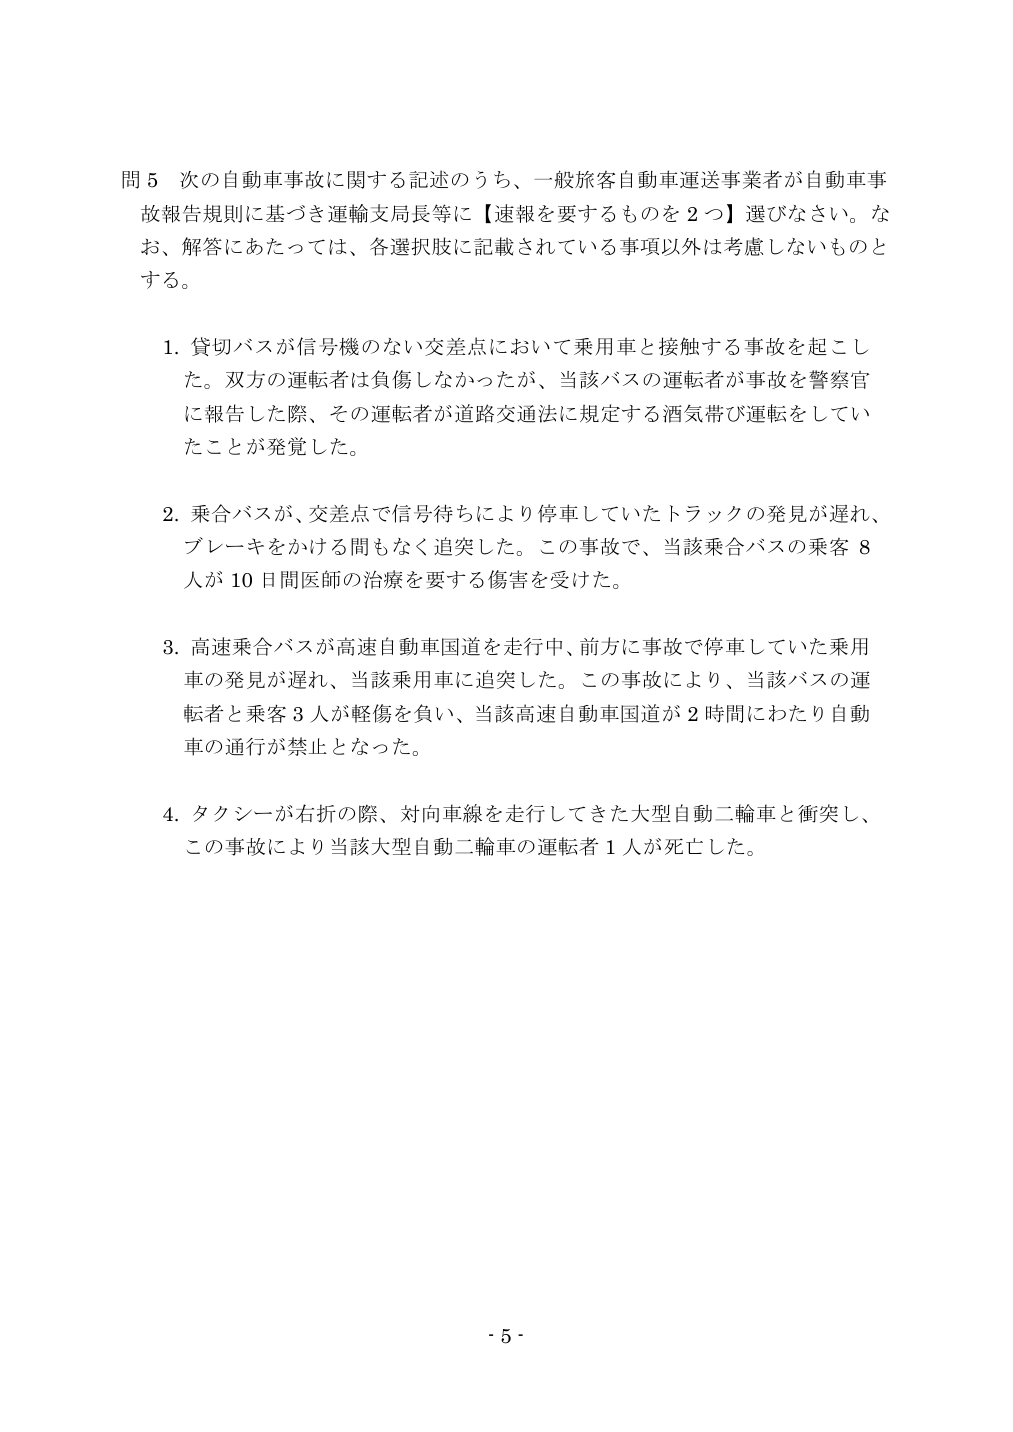 問 5　次の自動車事故に関する記述のうち、一般旅客自動車運送事業者が自動車事
故報告規則に基づき運輸支局長等に【速報を要するものを 2 つ】選びなさい。な
お、解答にあたっては、各選択肢に記載されている事項以外は考慮しないものと
する。
1. 貸切バスが信号機のない交差点において乗用車と接触する事故を起こし
た。双方の運転者は負傷しなかったが、当該バスの運転者が事故を警察官
に報告した際、その運転者が道路交通法に規定する酒気帯び運転をしてい
たことが発覚した。
2. 乗合バスが、交差点で信号待ちにより停車していたトラックの発見が遅れ、
ブレーキをかける間もなく追突した。この事故で、当該乗合バスの乗客 8
人が 10 日間医師の治療を要する傷害を受けた。
3. 高速乗合バスが高速自動車国道を走行中、前方に事故で停車していた乗用
車の発見が遅れ、当該乗用車に追突した。この事故により、当該バスの運
転者と乗客 3 人が軽傷を負い、当該高速自動車国道が 2 時間にわたり自動
車の通行が禁止となった。
4. タクシーが右折の際、対向車線を走行してきた大型自動二輪車と衝突し、
この事故により当該大型自動二輪車の運転者 1 人が死亡した。
- 5 -